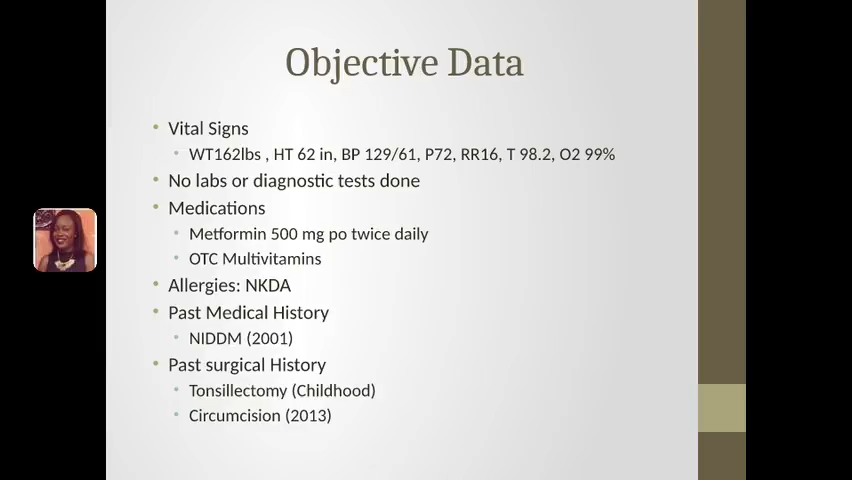 Objective Data
• Vital Signs
• WT162lbs , HT 62 in, BP 129/61, P72, RR16, T 98.2, O2 99%
• No labs or diagnostic tests done
• Medications
• Metformin 500 mg po twice daily
• OTC Multivitamins
• Allergies: NKDA
• Past Medical History
• NIDDM (2001)
• Past surgical History
• Tonsillectomy (Childhood)
• Circumcision (2013)